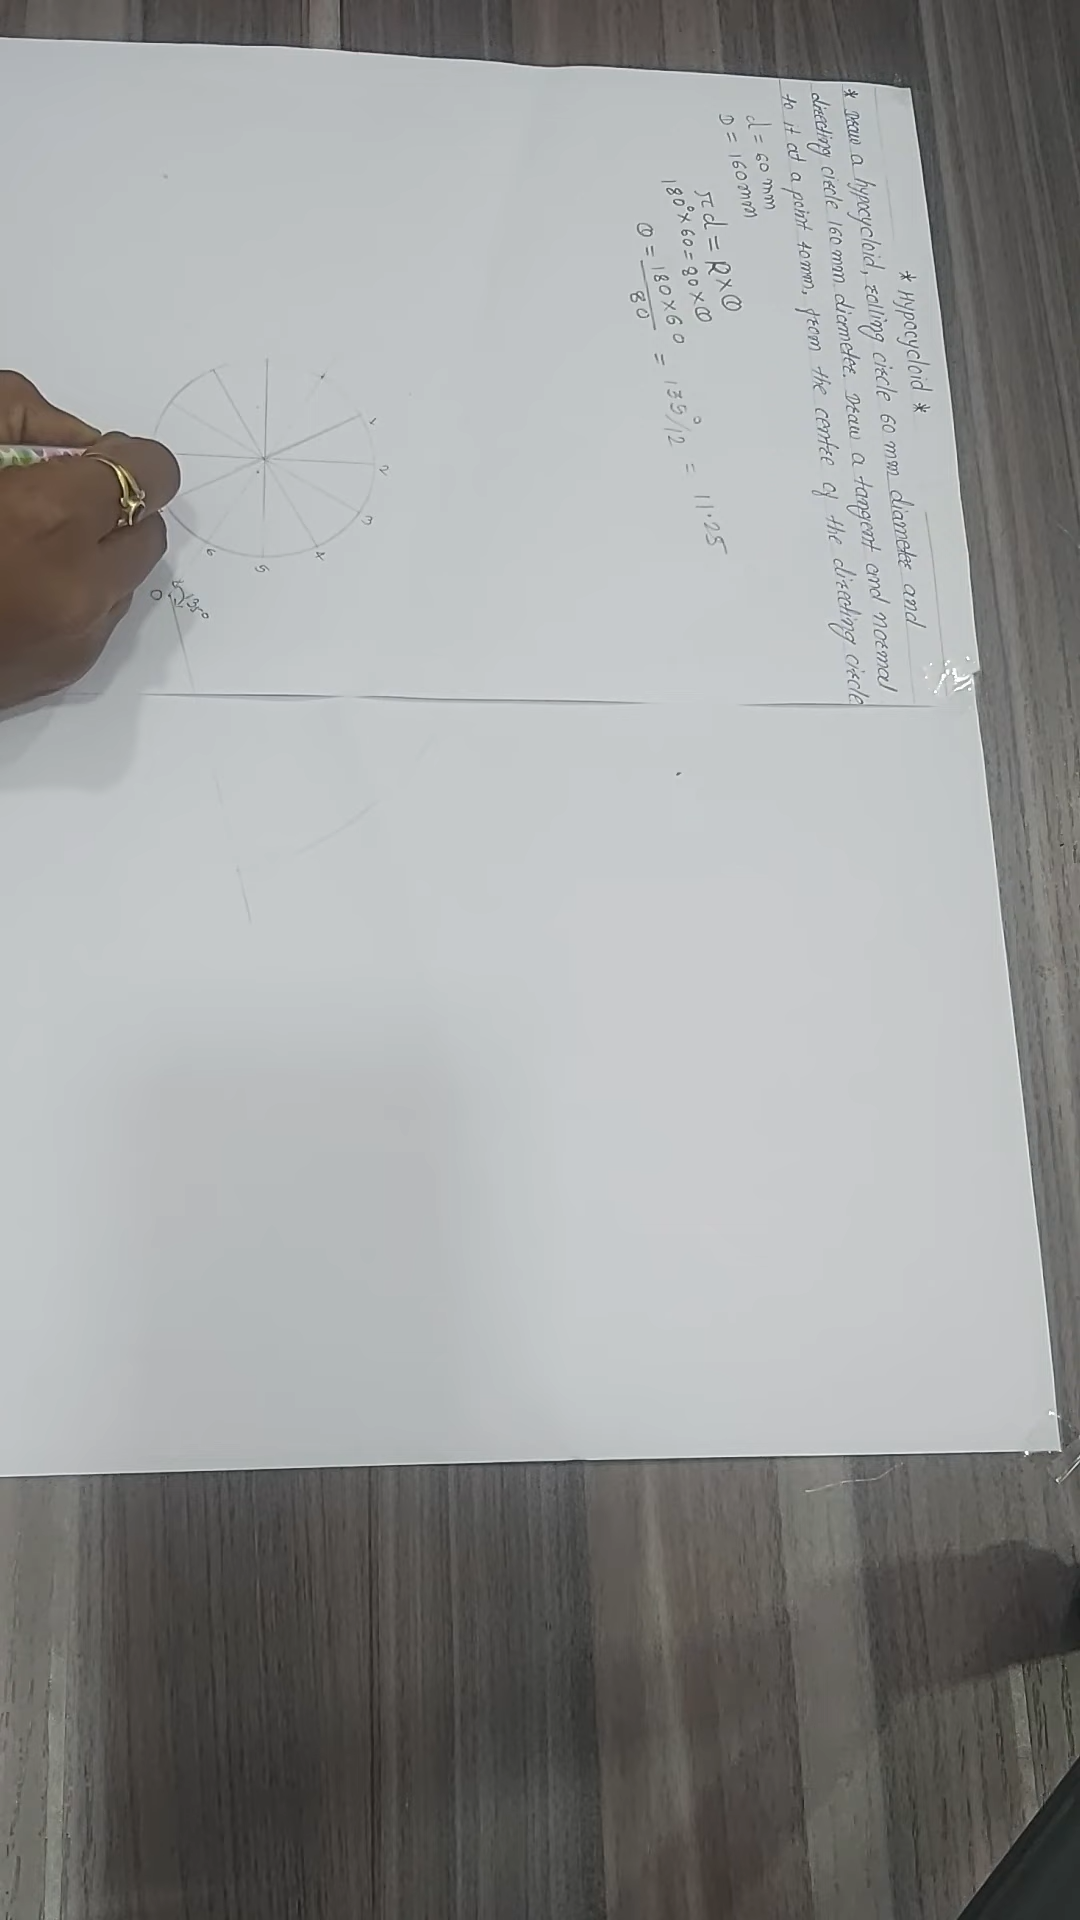 * Hypocycloid *
* Draw a hypocycloid, rolling circle 60 mm diameter and
directing circle 160 mm diameter. Draw a tangent and normal
to it at a point 40mm, from the center of the directing circle
d = 60 mm
D = 160mm
πd = R×θ
180°×60 = 80×θ
θ = 180×60 / 80 = 135°/12 = 11.25
1
2
3
4
5
6
135°
O